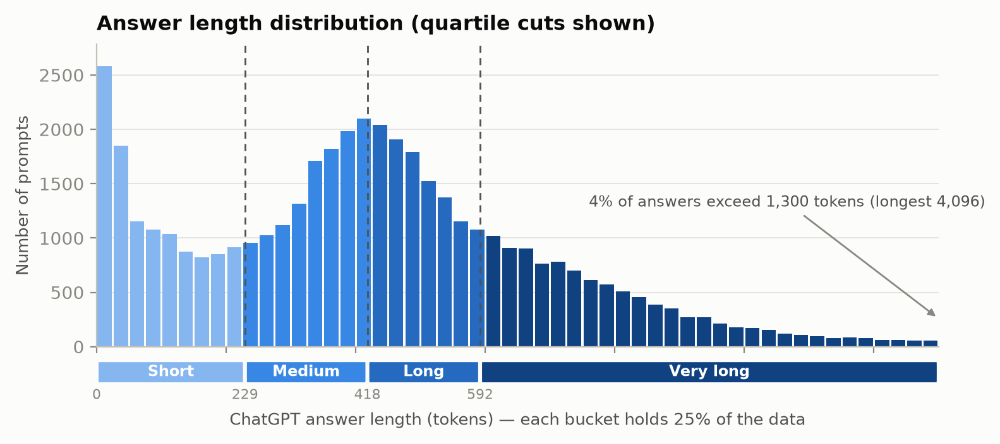 Answer length distribution (quartile cuts shown)
Number of prompts
2500
2000
1500
1000
500
0
4% of answers exceed 1,300 tokens (longest 4,096)
Short Medium Long Very long
0 229 418 592
ChatGPT answer length (tokens) — each bucket holds 25% of the data